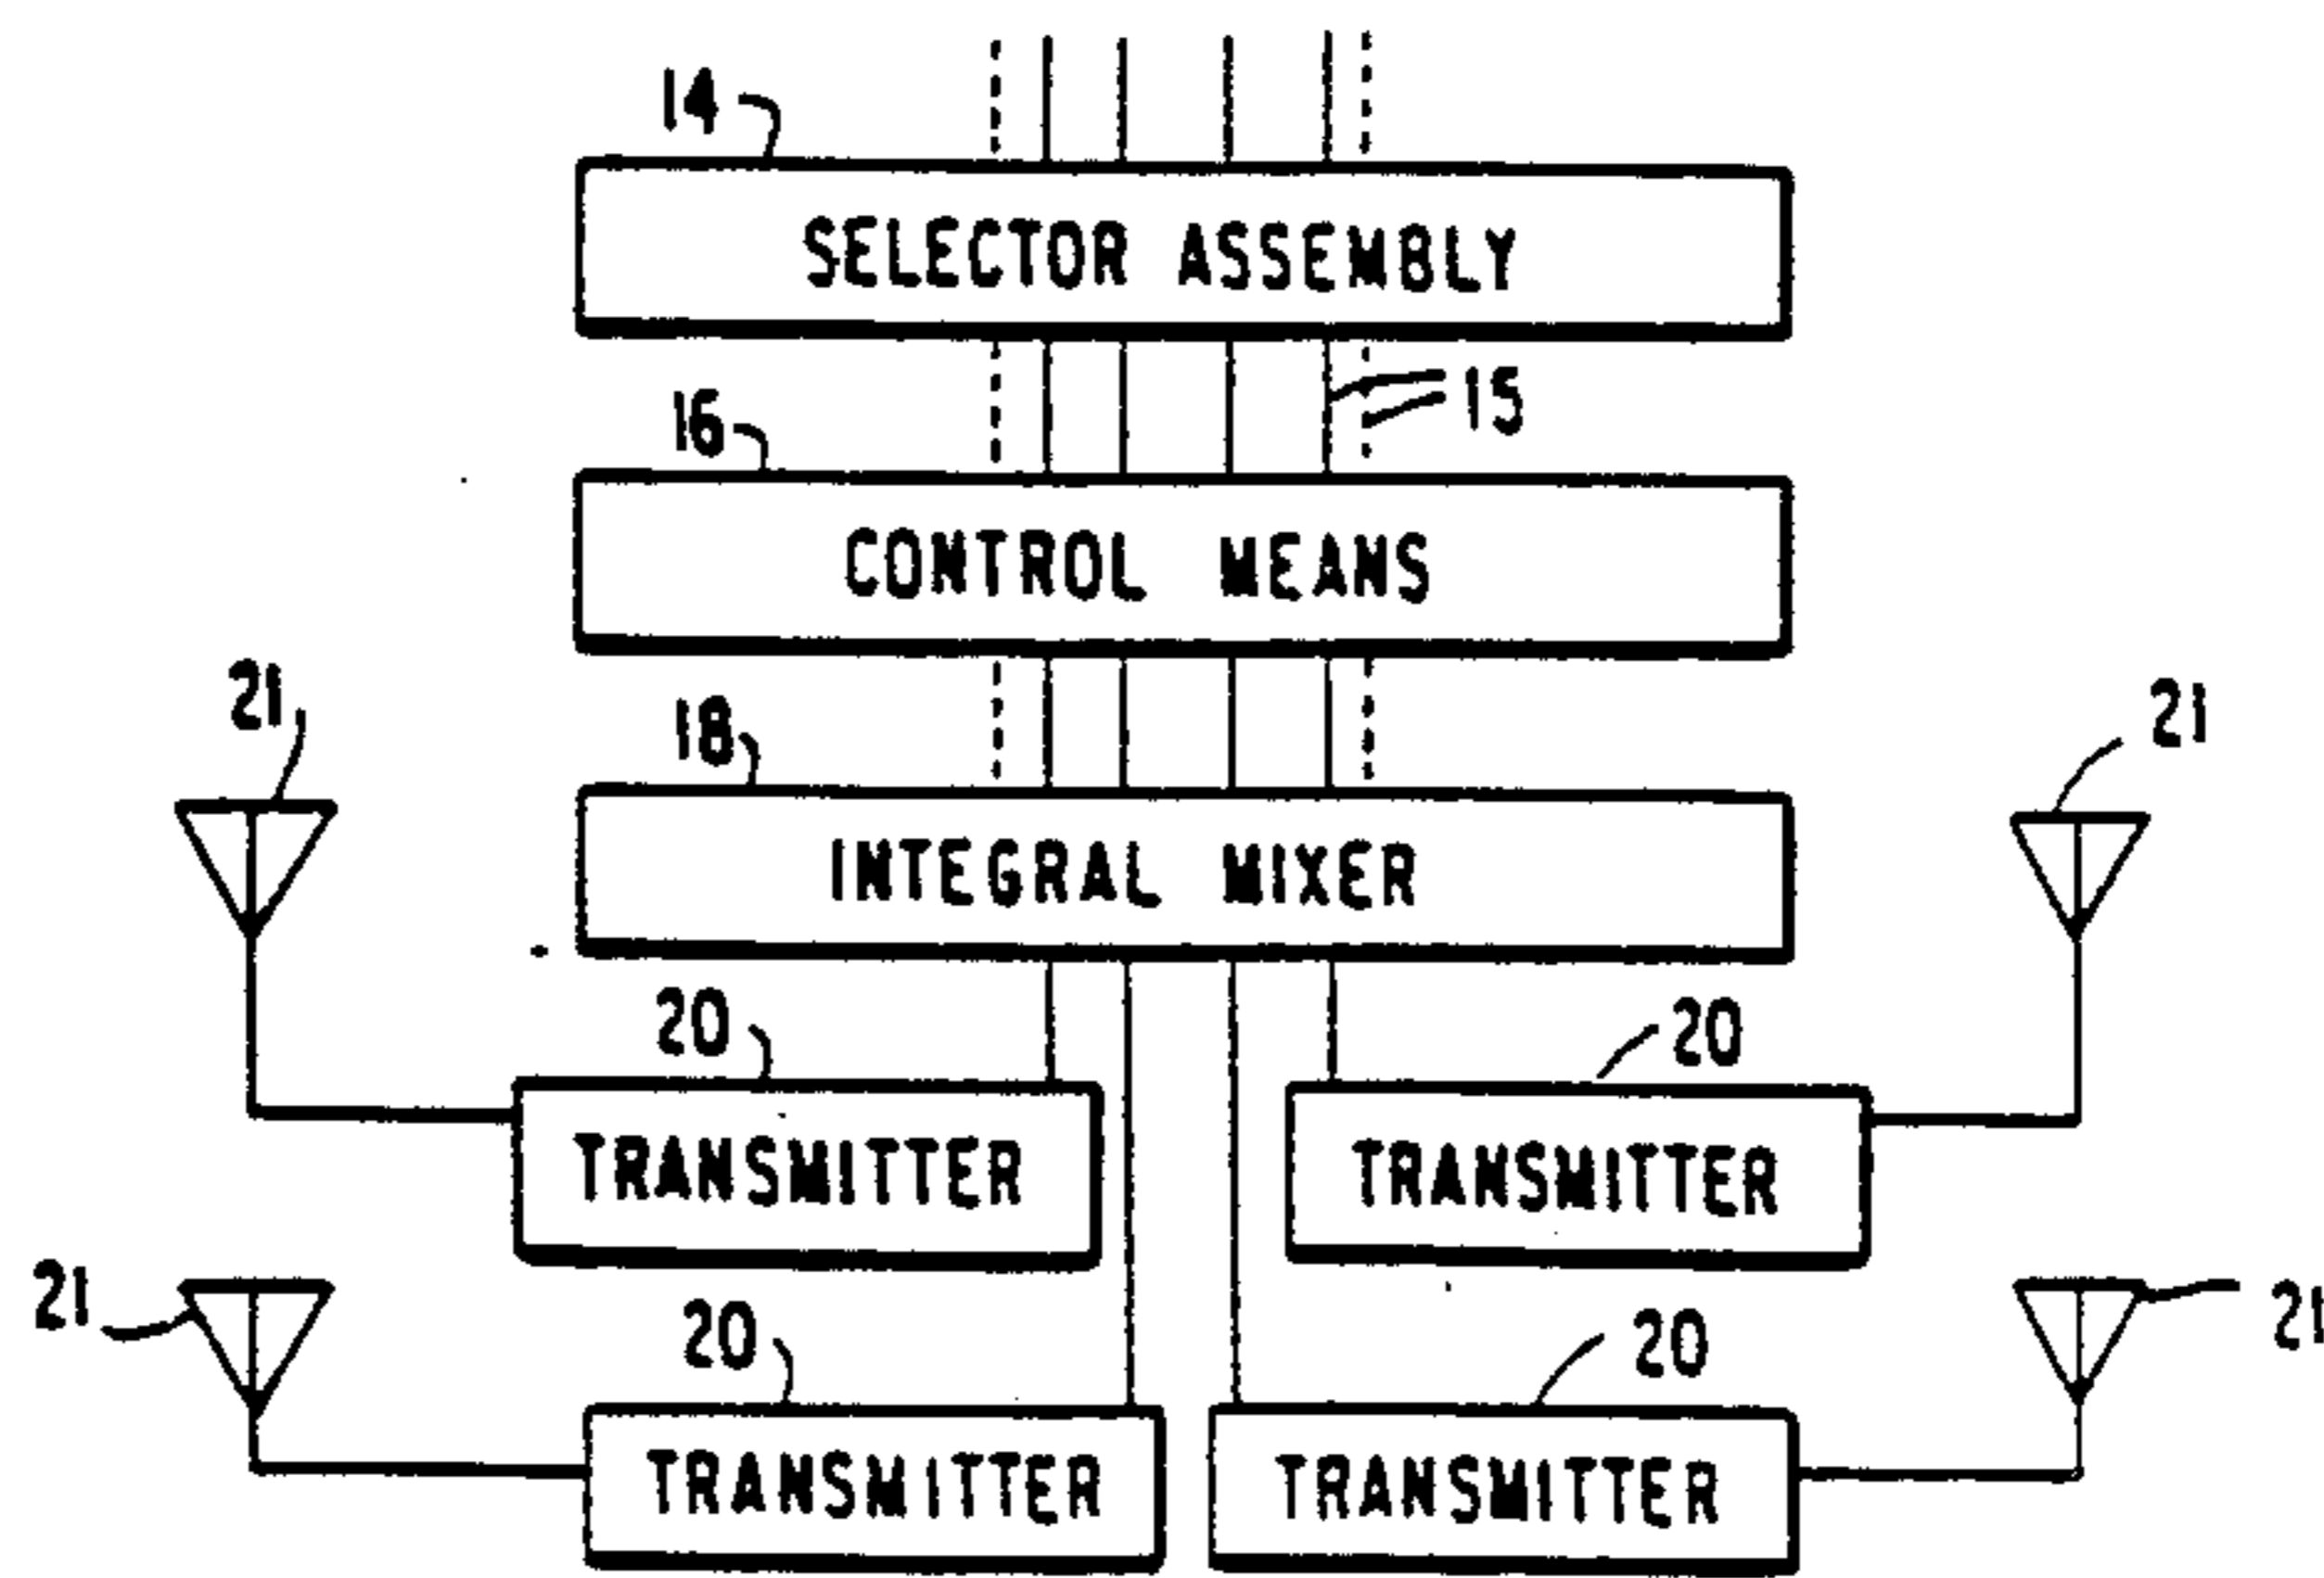 14
SELECTOR ASSEMBLY
15
16
CONTROL MEANS
21
21
18
INTEGRAL MIXER
20
20
TRANSMITTER
TRANSMITTER
21
21
20
20
TRANSMITTER
TRANSMITTER